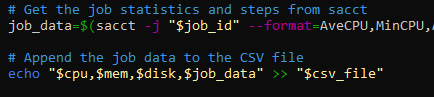 # Get the job statistics and steps from sacct
job_data=$(sacct -j "$job_id" --format=AveCPU,MinCPU,
# Append the job data to the CSV file
echo "$cpu,$mem,$disk,$job_data" >> "$csv_file"